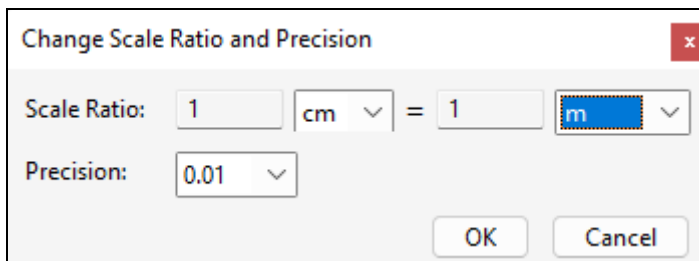 Change Scale Ratio and Precision x
Scale Ratio: 1 cm = 1 m
Precision: 0.01
OK Cancel